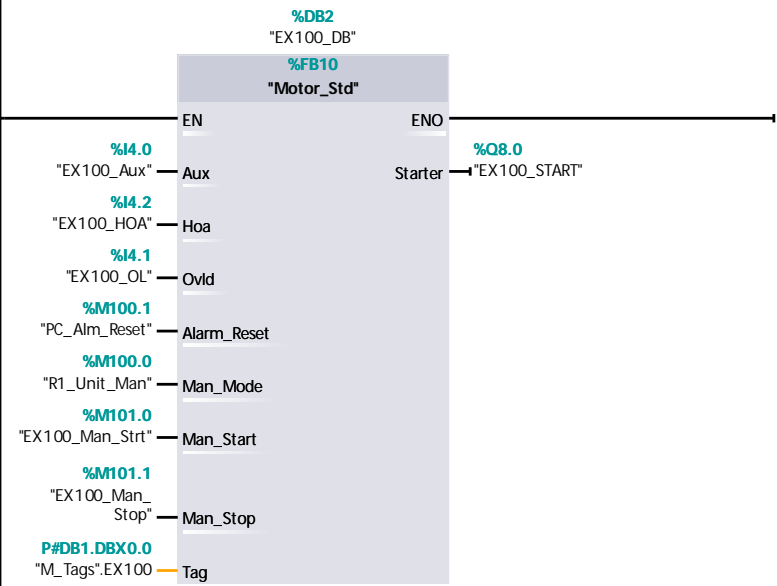 %DB2
"EX100_DB"
%FB10
"Motor_Std"
EN
ENO
%I4.0
"EX100_Aux"
Aux
%Q8.0
Starter
"EX100_START"
%I4.2
"EX100_HOA"
Hoa
%I4.1
"EX100_OL"
Ovld
%M100.1
"PC_Alm_Reset"
Alarm_Reset
%M100.0
"R1_Unit_Man"
Man_Mode
%M101.0
"EX100_Man_Strt"
Man_Start
%M101.1
"EX100_Man_
Stop"
Man_Stop
P#DB1.DBX0.0
"M_Tags".EX100
Tag